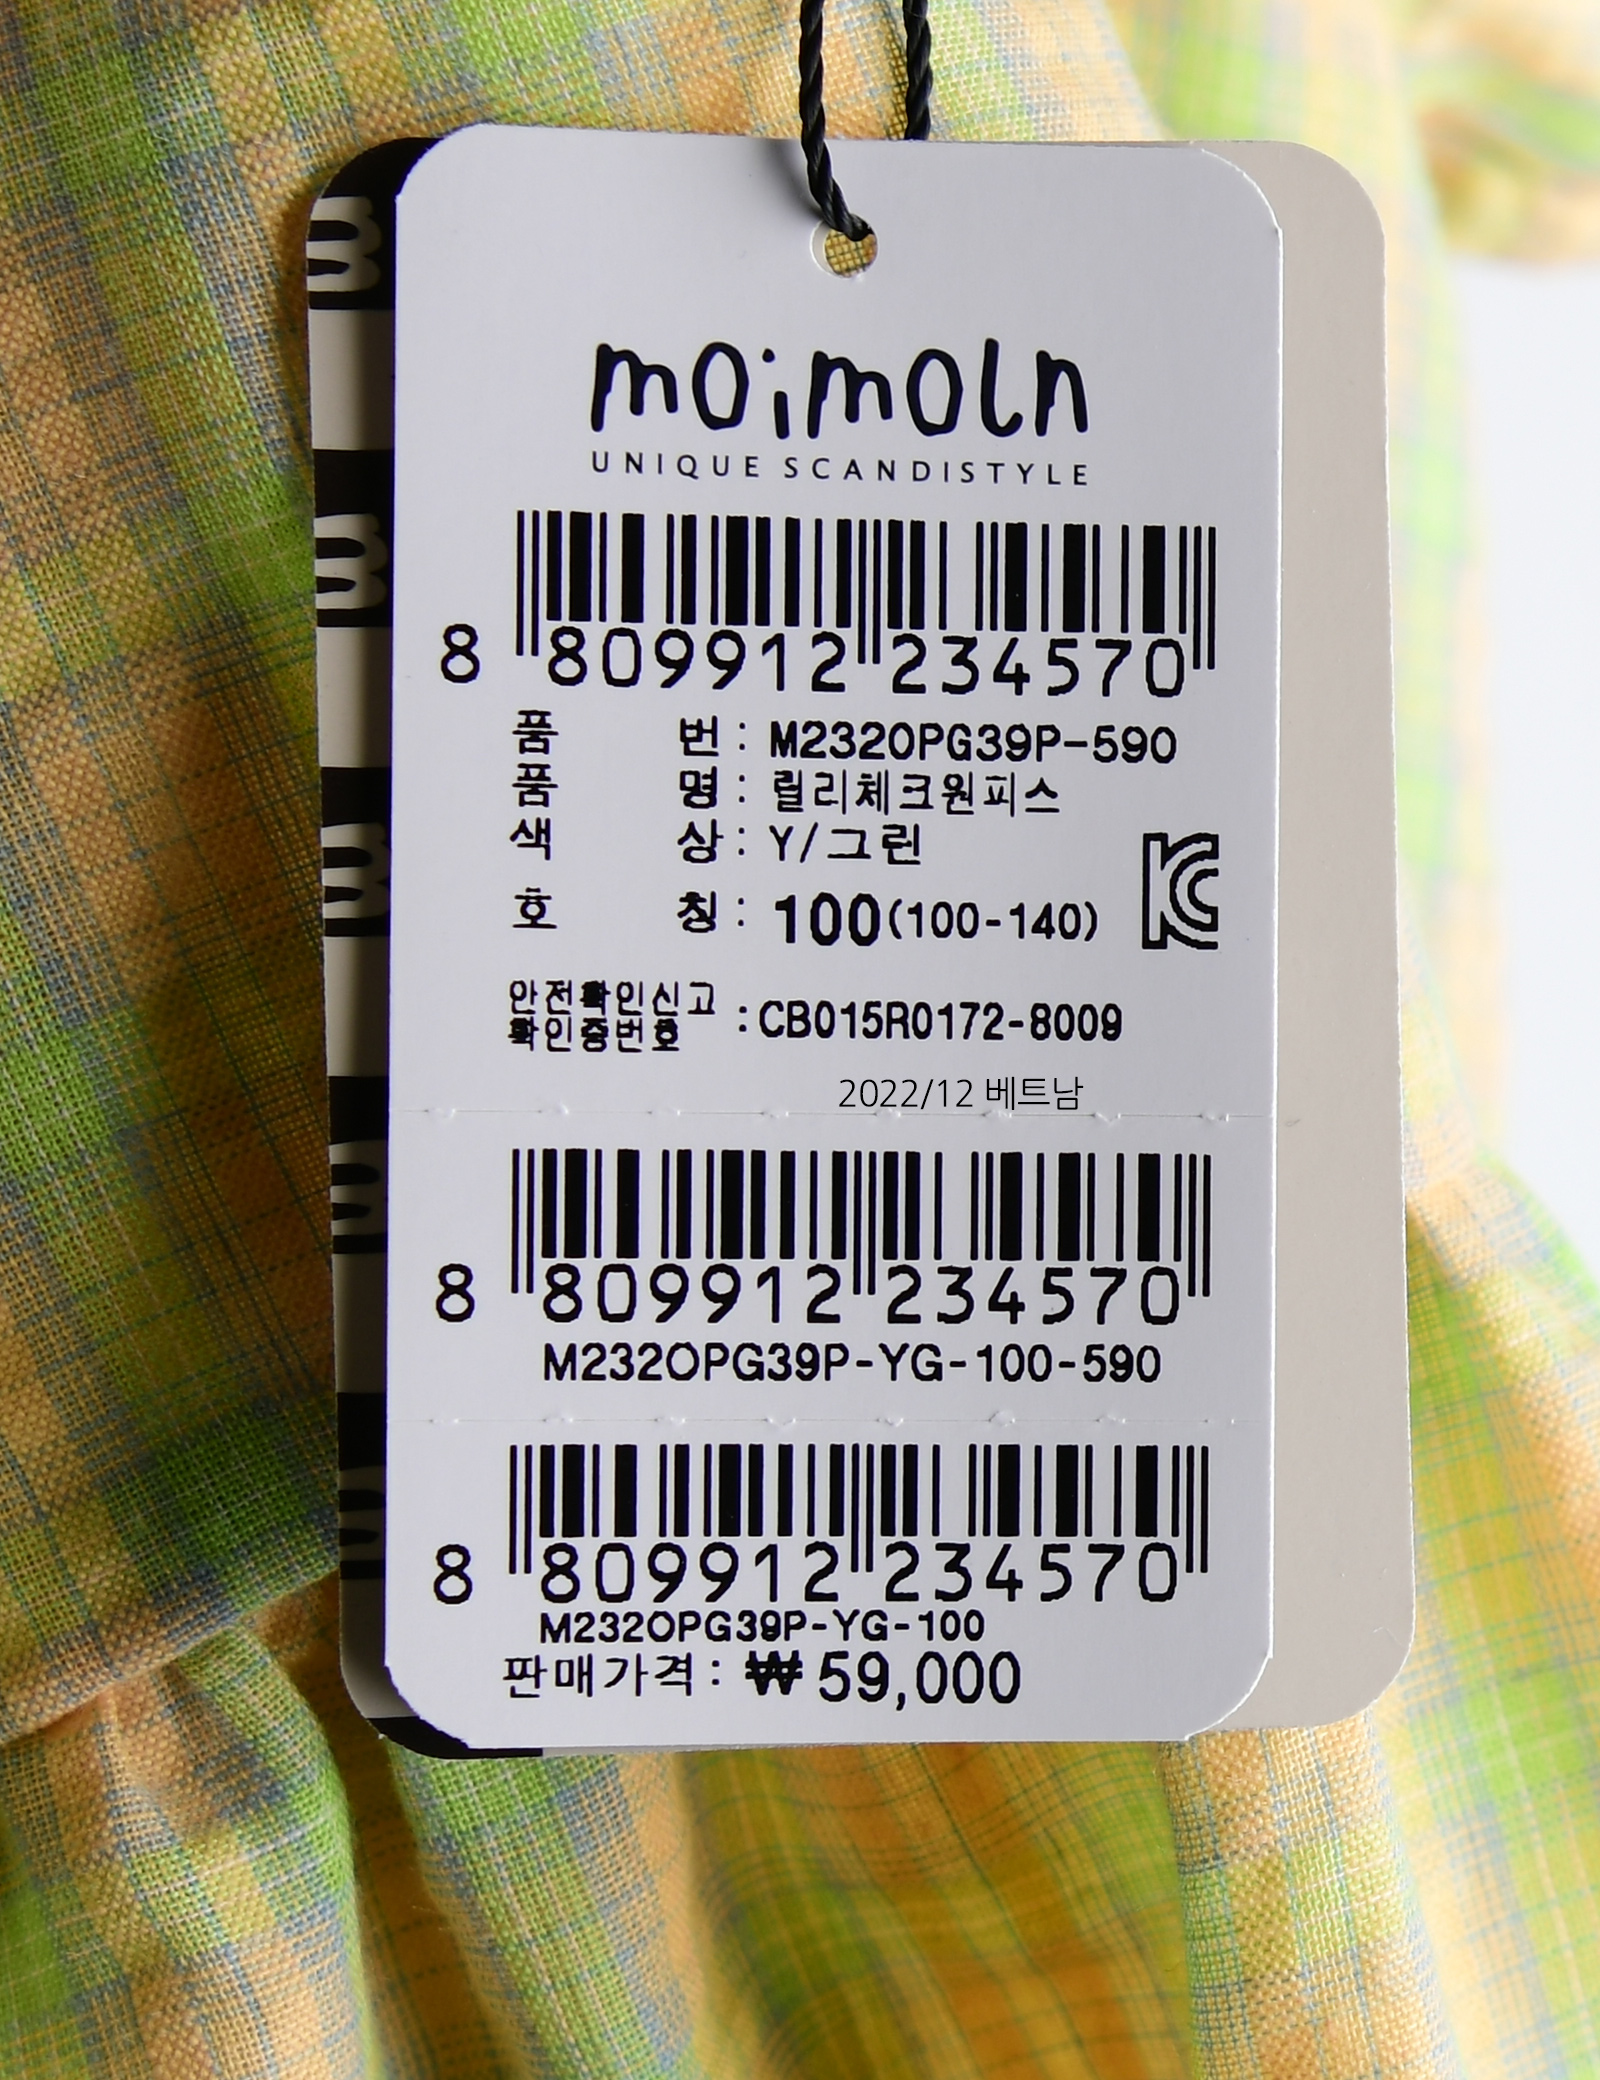 moimoln
UNIQUE SCANDISTYLE
8 809912 234570
품 번 : M232OPG39P-590
품 명 : 릴리체크원피스
색 상 : Y/그린
호 칭 : 100(100-140)
안전확인신고
확인증번호 : CB015R0172-8009
2022/12 베트남
8 809912 234570
M232OPG39P-YG-100-590
8 809912 234570
M232OPG39P-YG-100
판매가격 : ₩ 59,000